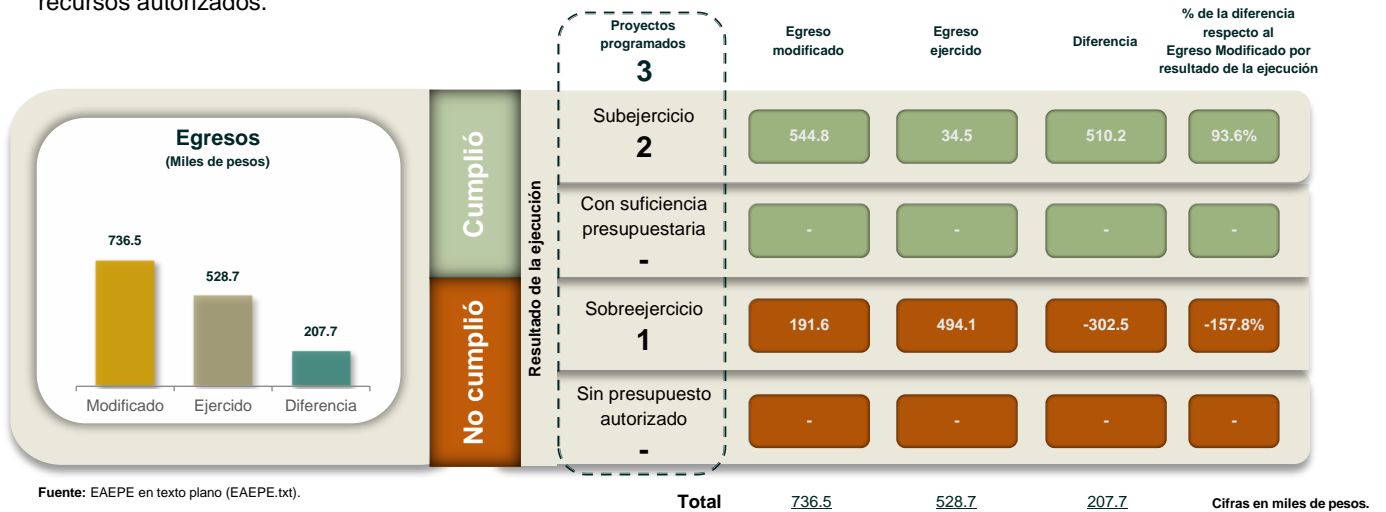 recursos autorizados.
Egresos
(Miles de pesos)
736.5
528.7
207.7
Modificado
Ejercido
Diferencia
Cumplió
No cumplió
Resultado de la ejecución
Proyectos
programados
3
Egreso
modificado
Egreso
ejercido
Diferencia
% de la diferencia
respecto al
Egreso Modificado por
resultado de la ejecución
Subejercicio
2
544.8
34.5
510.2
93.6%
Con suficiencia
presupuestaria
-
-
-
-
-
Sobreejercicio
1
191.6
494.1
-302.5
-157.8%
Sin presupuesto
autorizado
-
-
-
-
-
Fuente: EAEPE en texto plano (EAEPE.txt).
Total 736.5 528.7 207.7
Cifras en miles de pesos.